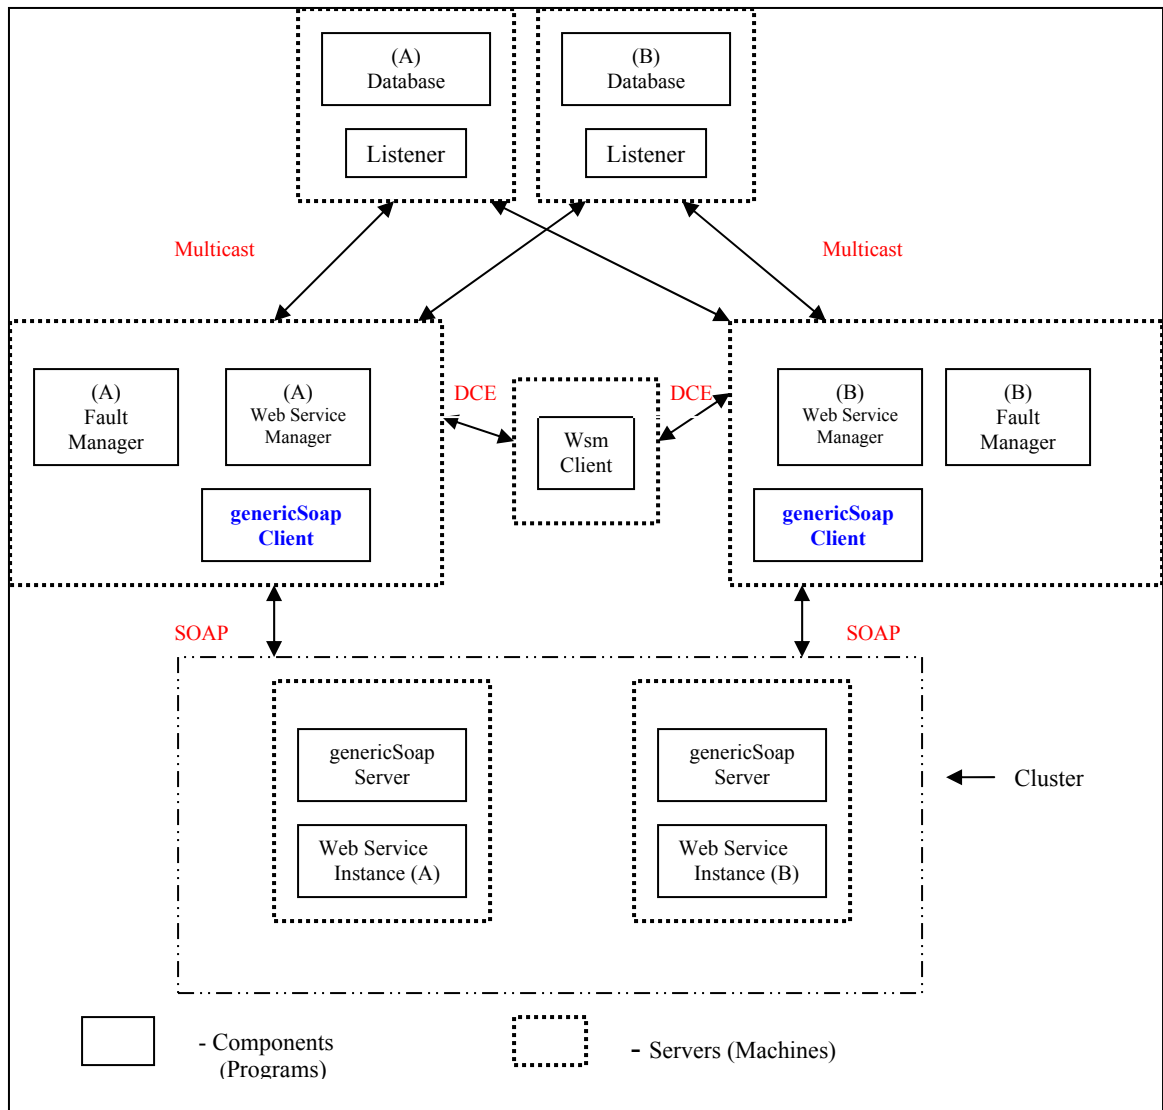 (A)
Database
Listener
(B)
Database
Listener
Multicast
Multicast
(A)
Fault
Manager
(A)
Web Service
Manager
genericSoap
Client
DCE
Wsm
Client
DCE
(B)
Web Service
Manager
(B)
Fault
Manager
genericSoap
Client
SOAP
SOAP
genericSoap
Server
Web Service
Instance (A)
genericSoap
Server
Web Service
Instance (B)
Cluster
- Components
(Programs)
- Servers (Machines)